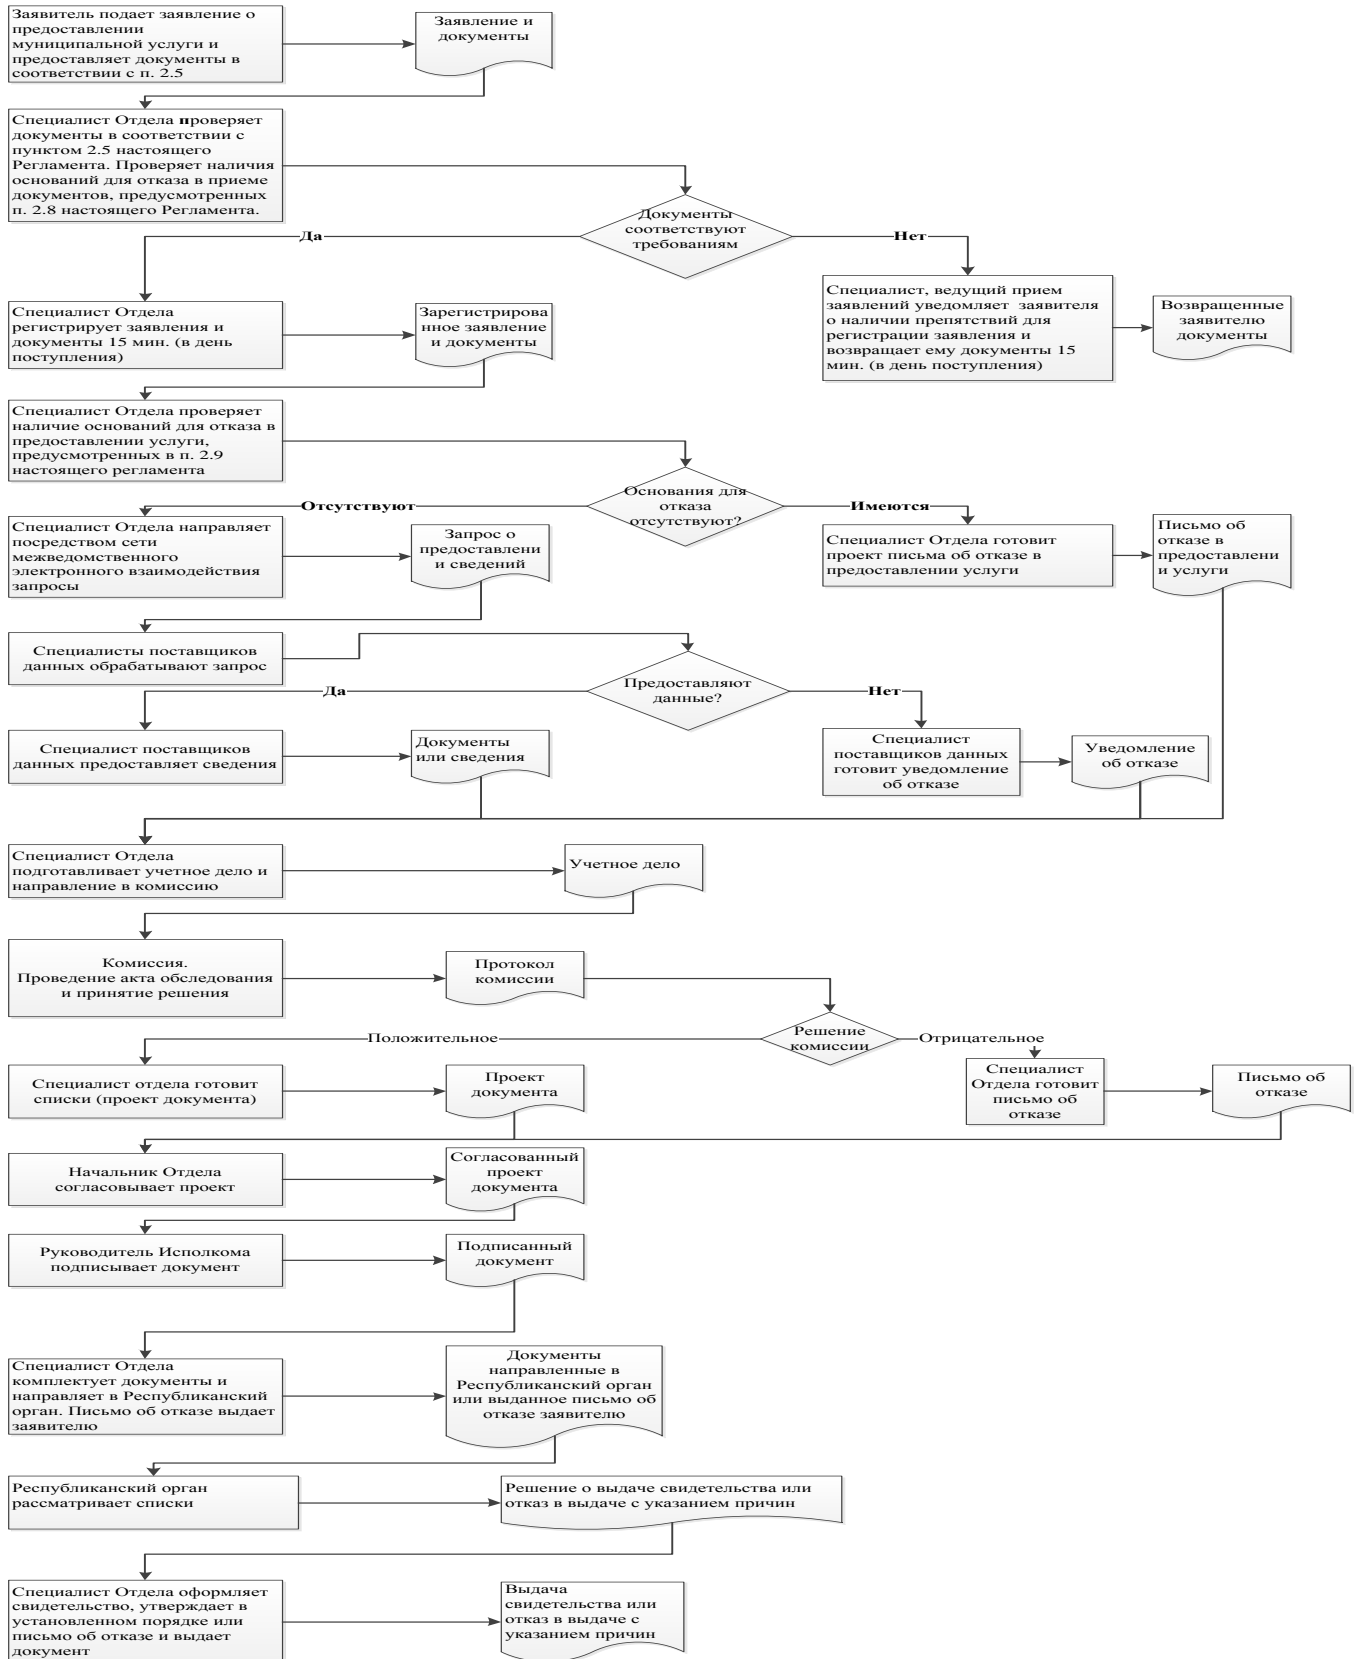 Заявитель подает заявление о
предоставлении
муниципальной услуги и
предоставляет документы в
соответствии с п. 2.5
Заявление и
документы
Специалист Отдела проверяет
документы в соответствии с
пунктом 2.5 настоящего
Регламента. Проверяет наличия
оснований для отказа в приеме
документов, предусмотренных
п. 2.8 настоящего Регламента.
Документы
соответствуют
требованиям
Да
Нет
Специалист Отдела
регистрирует заявления и
документы 15 мин. (в день
поступления)
Зарегистрирова
нное заявление
и документы
Специалист, ведущий прием
заявлений уведомляет заявителя
о наличии препятствий для
регистрации заявления и
возвращает ему документы 15
мин. (в день поступления)
Возвращенные
заявителю
документы
Специалист Отдела проверяет
наличие оснований для отказа в
предоставлении услуги,
предусмотренных в п. 2.9
настоящего регламента
Основания для
отказа
отсутствуют?
Отсутствуют
Имеются
Специалист Отдела направляет
посредством сети
межведомственного
электронного взаимодействия
запросы
Запрос о
предоставлени
и сведений
Специалист Отдела готовит
проект письма об отказе в
предоставлении услуги
Письмо об
отказе в
предоставлени
и услуги
Специалисты поставщиков
данных обрабатывают запрос
Предоставляют
данные?
Да
Нет
Специалист поставщиков
данных предоставляет сведения
Документы
или сведения
Специалист
поставщиков данных
готовит уведомление
об отказе
Уведомление
об отказе
Специалист Отдела
подготавливает учетное дело и
направление в комиссию
Учетное дело
Комиссия.
Проведение акта обследования
и принятие решения
Протокол
комиссии
Решение
комиссии
Положительное
Отрицательное
Специалист отдела готовит
списки (проект документа)
Проект
документа
Специалист
Отдела готовит
письмо об
отказе
Письмо об
отказе
Начальник Отдела
согласовывает проект
Согласованный
проект
документа
Руководитель Исполкома
подписывает документ
Подписанный
документ
Специалист Отдела
комплектует документы и
направляет в Республиканский
орган. Письмо об отказе выдает
заявителю
Документы
направленные в
Республиканский орган
или выданное письмо об
отказе заявителю
Республиканский орган
рассматривает списки
Решение о выдаче свидетельства или
отказ в выдаче с указанием причин
Специалист Отдела оформляет
свидетельство, утверждает в
установленном порядке или
письмо об отказе и выдает
документ
Выдача
свидетельства или
отказ в выдаче с
указанием причин